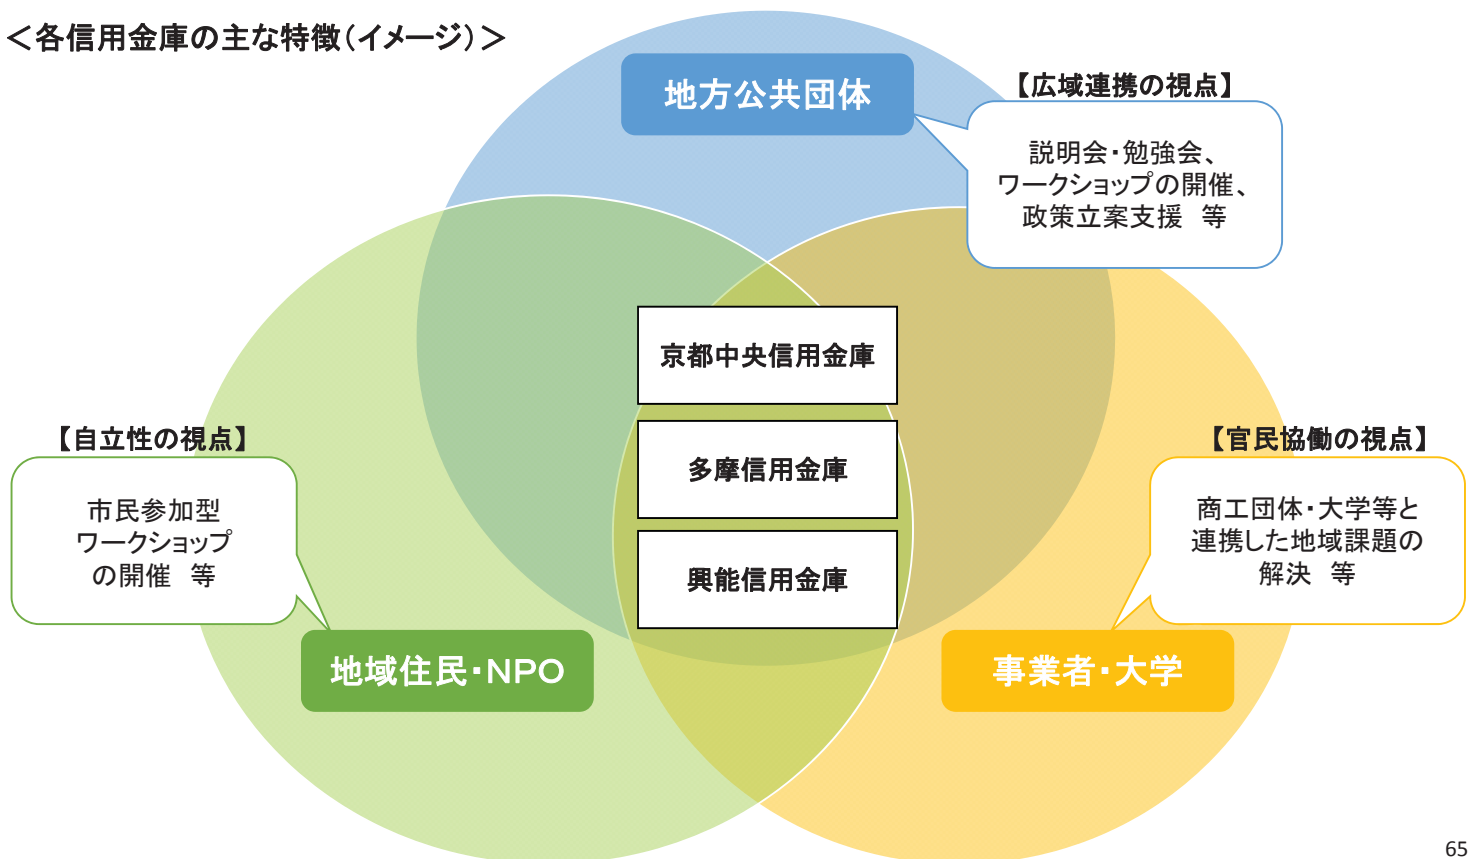 ＜各信用金庫の主な特徴（イメージ）＞
地方公共団体
【広域連携の視点】
説明会・勉強会、
ワークショップの開催、
政策立案支援　等
京都中央信用金庫
多摩信用金庫
興能信用金庫
【自立性の視点】
市民参加型
ワークショップ
の開催　等
地域住民・NPO
【官民協働の視点】
商工団体・大学等と
連携した地域課題の
解決　等
事業者・大学
65